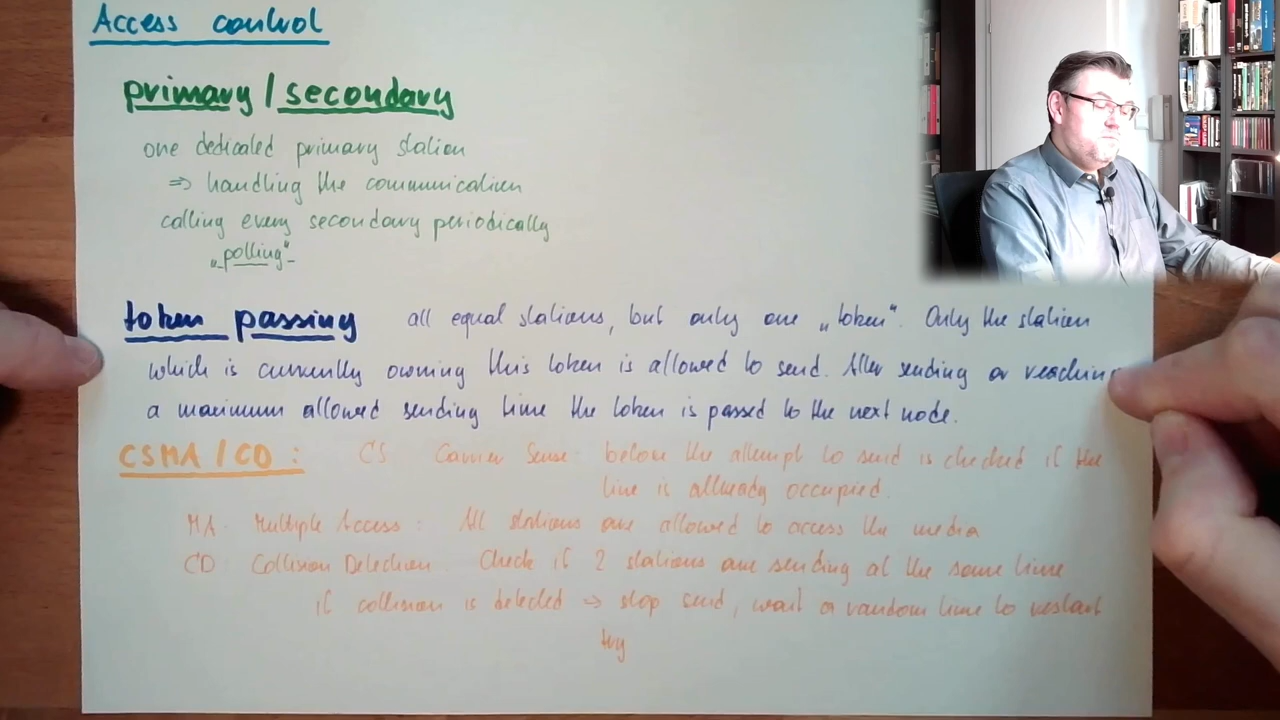 Access control
primary / secondary
one dedicated primary station
⇒ handling the communication
calling every secondary periodically
„polling"
token passing all equal stations, but only one „token". Only the station
which is currently owning this token is allowed to send. After sending or reaching
a maximum allowed sending time the token is passed to the next node.
CSMA / CD : CS Carrier Sense: before the attempt to send is checked if the
line is allready occupied.
MA Multiple Access: All stations are allowed to access the media
CD Collision Detection: Check if 2 stations are sending at the same time
if collision is detected ⇒ stop send, wait a random time to restart
try